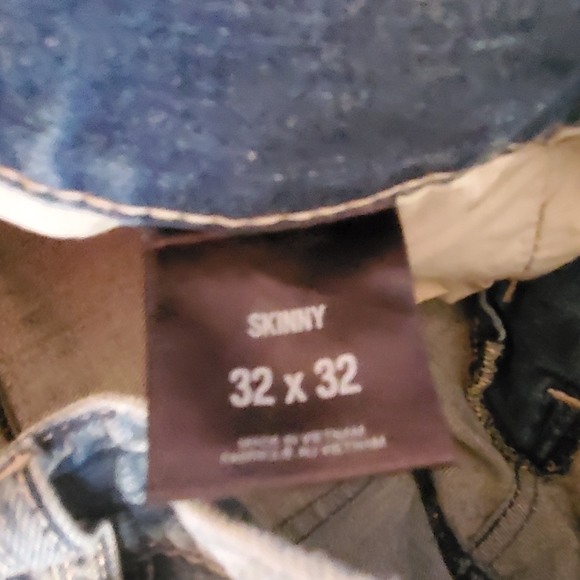 SKINNY
32 x 32
MADE IN VIETNAM
FABRIQUÉ AU VIETNAM